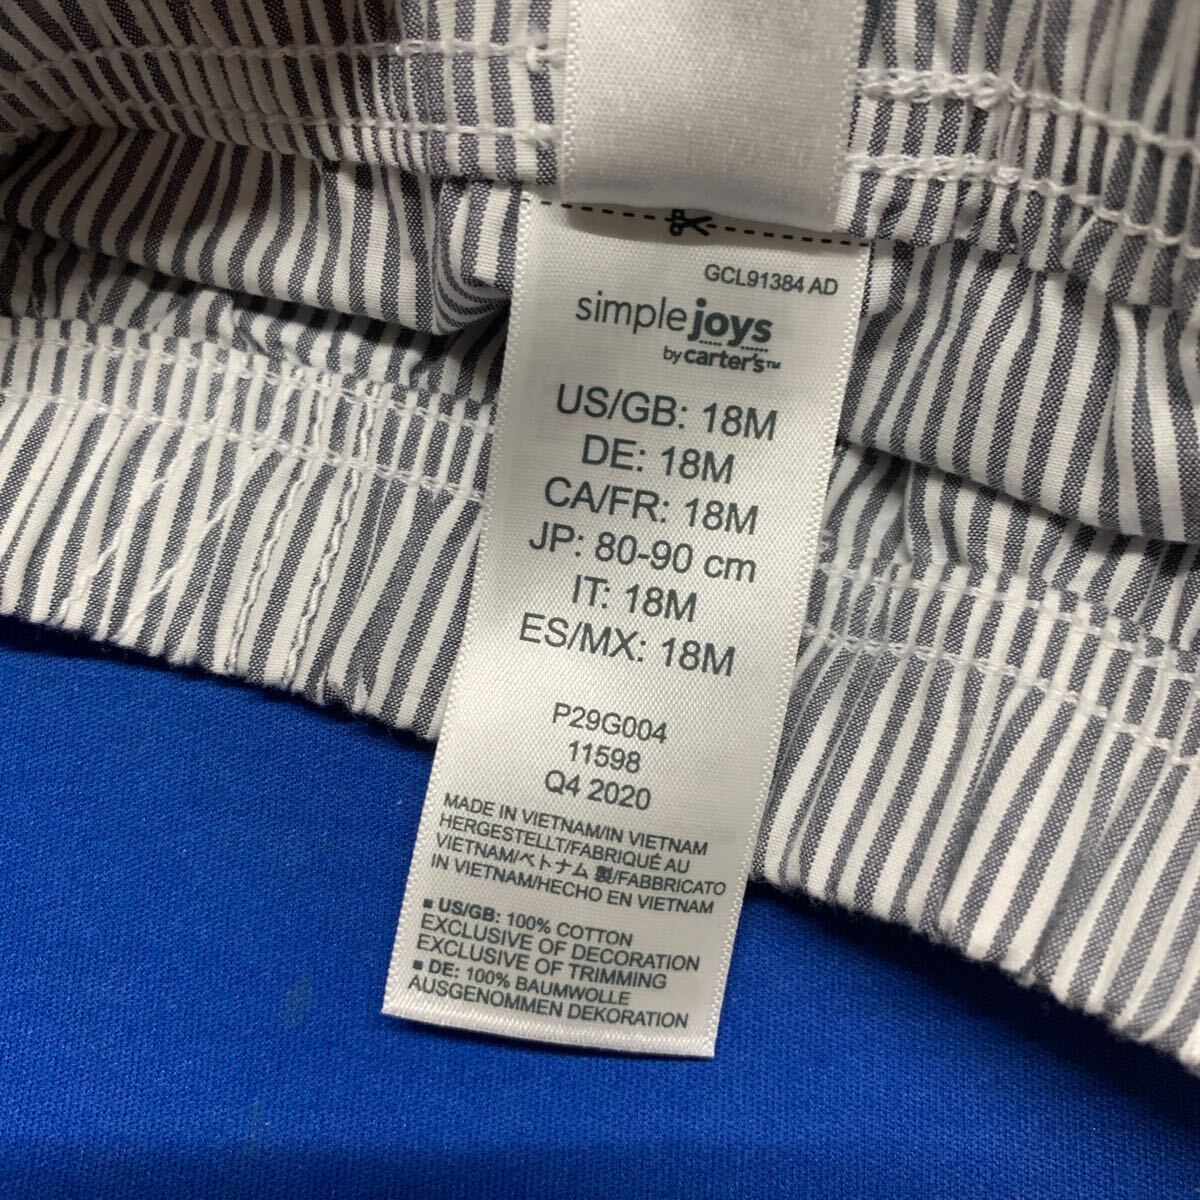 GCL91384 AD
simple joys
by carter's™
US/GB: 18M
DE: 18M
CA/FR: 18M
JP: 80-90 cm
IT: 18M
ES/MX: 18M
P29G004
11598
Q4 2020
MADE IN VIETNAM/IN VIETNAM
HERGESTELLT/FABRIQUÉ AU
VIETNAM/ベトナム 製/FABBRICATO
IN VIETNAM/HECHO EN VIETNAM
■ US/GB: 100% COTTON
EXCLUSIVE OF DECORATION
EXCLUSIVE OF TRIMMING
■ DE: 100% BAUMWOLLE
AUSGENOMMEN DEKORATION